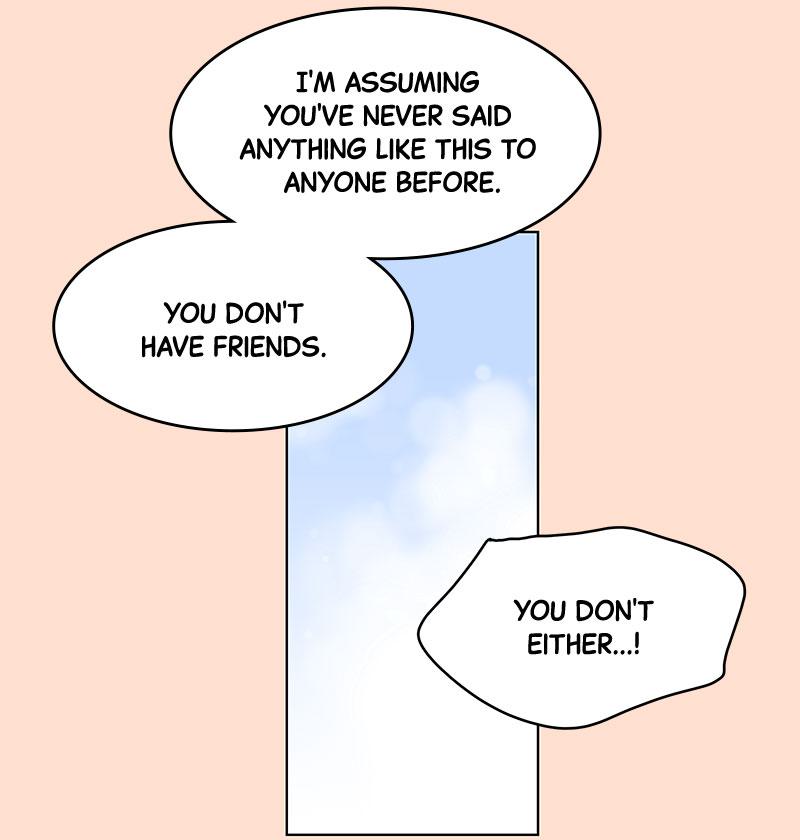 I'M ASSUMING
YOU'VE NEVER SAID
ANYTHING LIKE THIS TO
ANYONE BEFORE.
YOU DON'T
HAVE FRIENDS.
YOU DON'T
EITHER...!